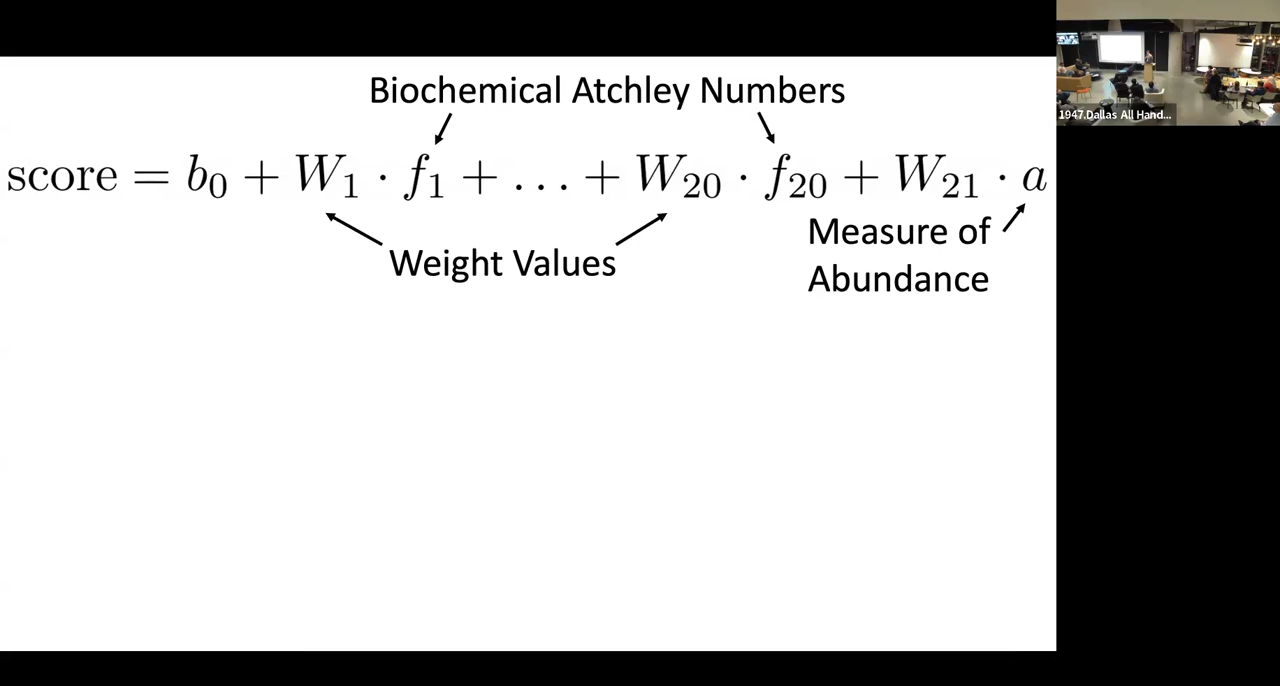 Biochemical Atchley Numbers
score = b₀ + W₁ · f₁ + … + W₂₀ · f₂₀ + W₂₁ · a
Weight Values
Measure of
Abundance
1947.Dallas All Hand...